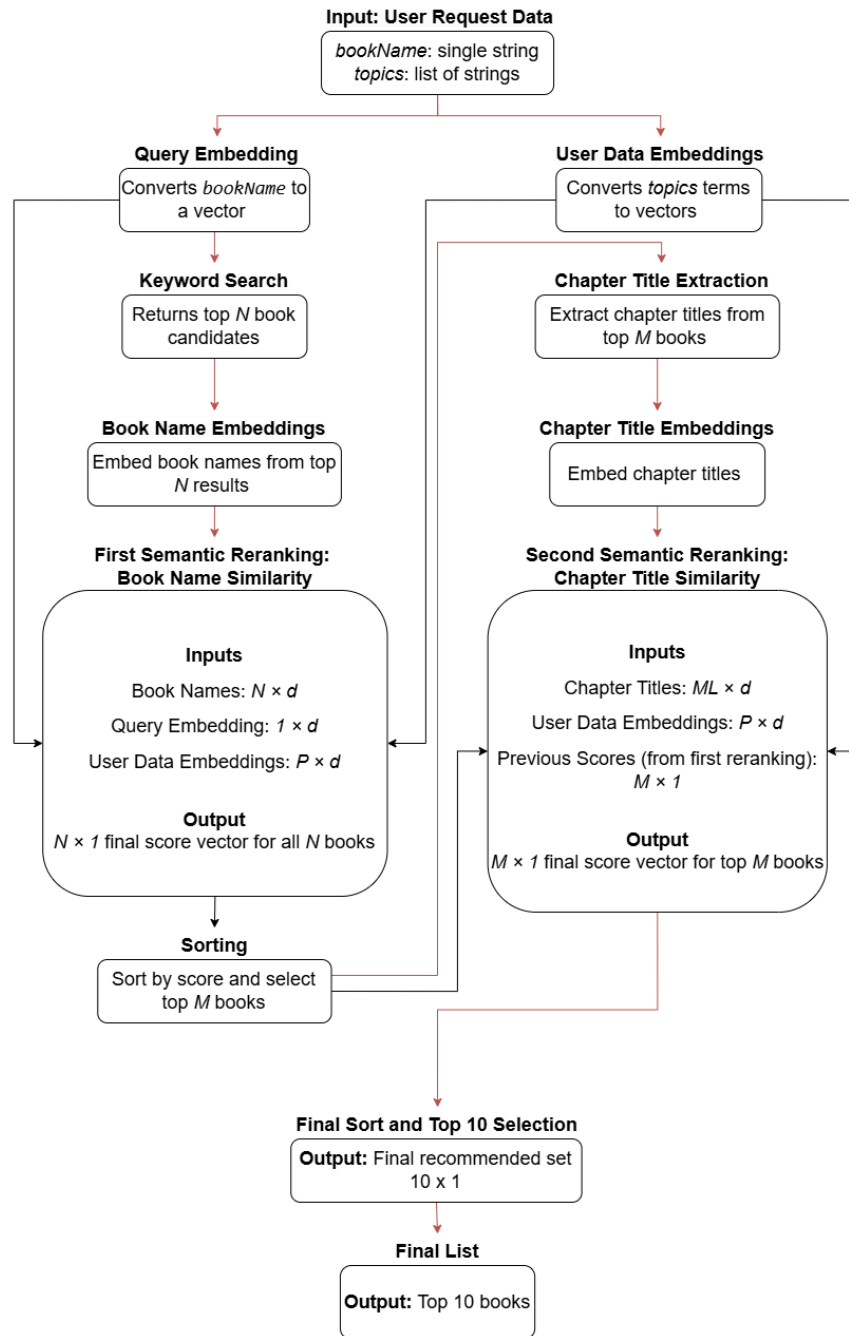 Input: User Request Data
bookName: single string
topics: list of strings
Query Embedding
Converts bookName to
a vector
User Data Embeddings
Converts topics terms
to vectors
Keyword Search
Returns top N book
candidates
Chapter Title Extraction
Extract chapter titles from
top M books
Book Name Embeddings
Embed book names from top
N results
Chapter Title Embeddings
Embed chapter titles
First Semantic Reranking:
Book Name Similarity
Inputs
Book Names: N × d
Query Embedding: 1 × d
User Data Embeddings: P × d
Output
N × 1 final score vector for all N books
Second Semantic Reranking:
Chapter Title Similarity
Inputs
Chapter Titles: ML × d
User Data Embeddings: P × d
Previous Scores (from first reranking):
M × 1
Output
M × 1 final score vector for top M books
Sorting
Sort by score and select
top M books
Final Sort and Top 10 Selection
Output: Final recommended set
10 x 1
Final List
Output: Top 10 books